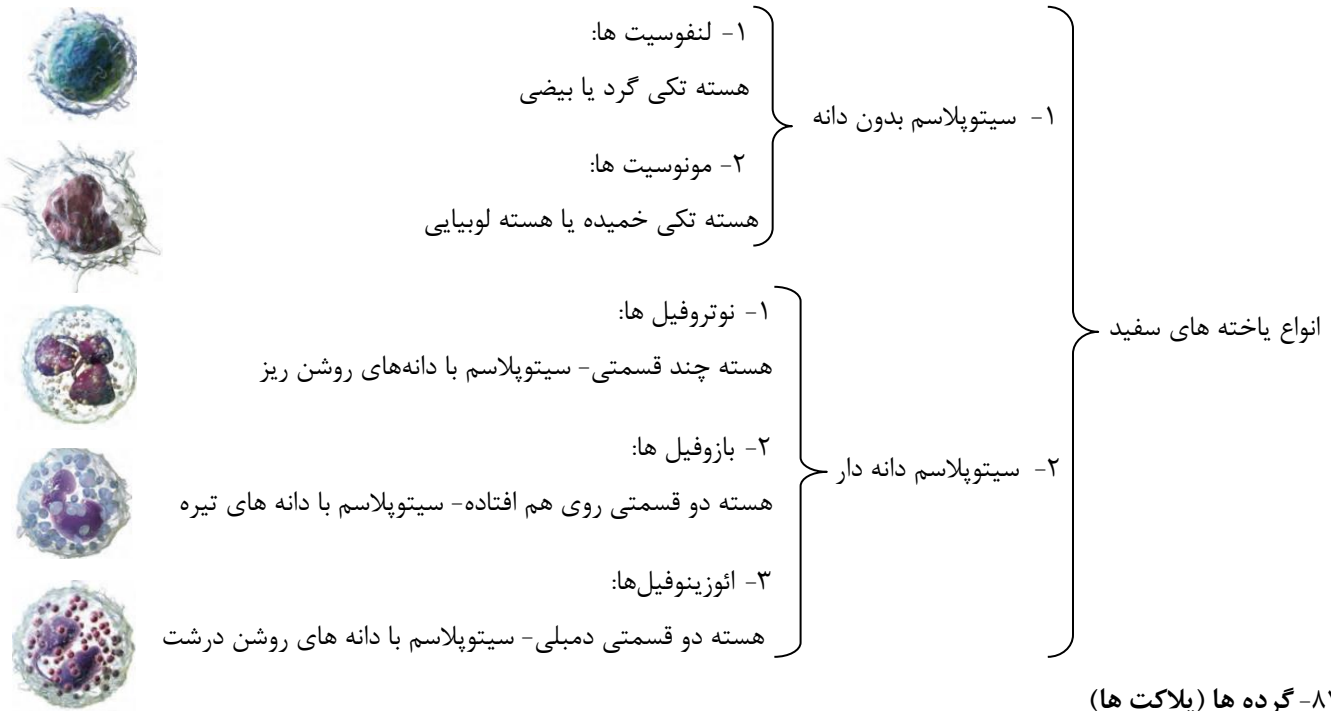 انواع یاخته های سفید
۱- سیتوپلاسم بدون دانه
۱- لنفوسیت ها:
هسته تکی گرد یا بیضی
۲- مونوسیت ها:
هسته تکی خمیده یا هسته لوبیایی
۲- سیتوپلاسم دانه دار
۱- نوتروفیل ها:
هسته چند قسمتی- سیتوپلاسم با دانه‌های روشن ریز
۲- بازوفیل ها:
هسته دو قسمتی روی هم افتاده- سیتوپلاسم با دانه های تیره
۳- ائوزینوفیل‌ها:
هسته دو قسمتی دمبلی- سیتوپلاسم با دانه های روشن درشت
گرده ها (پلاکت ها)